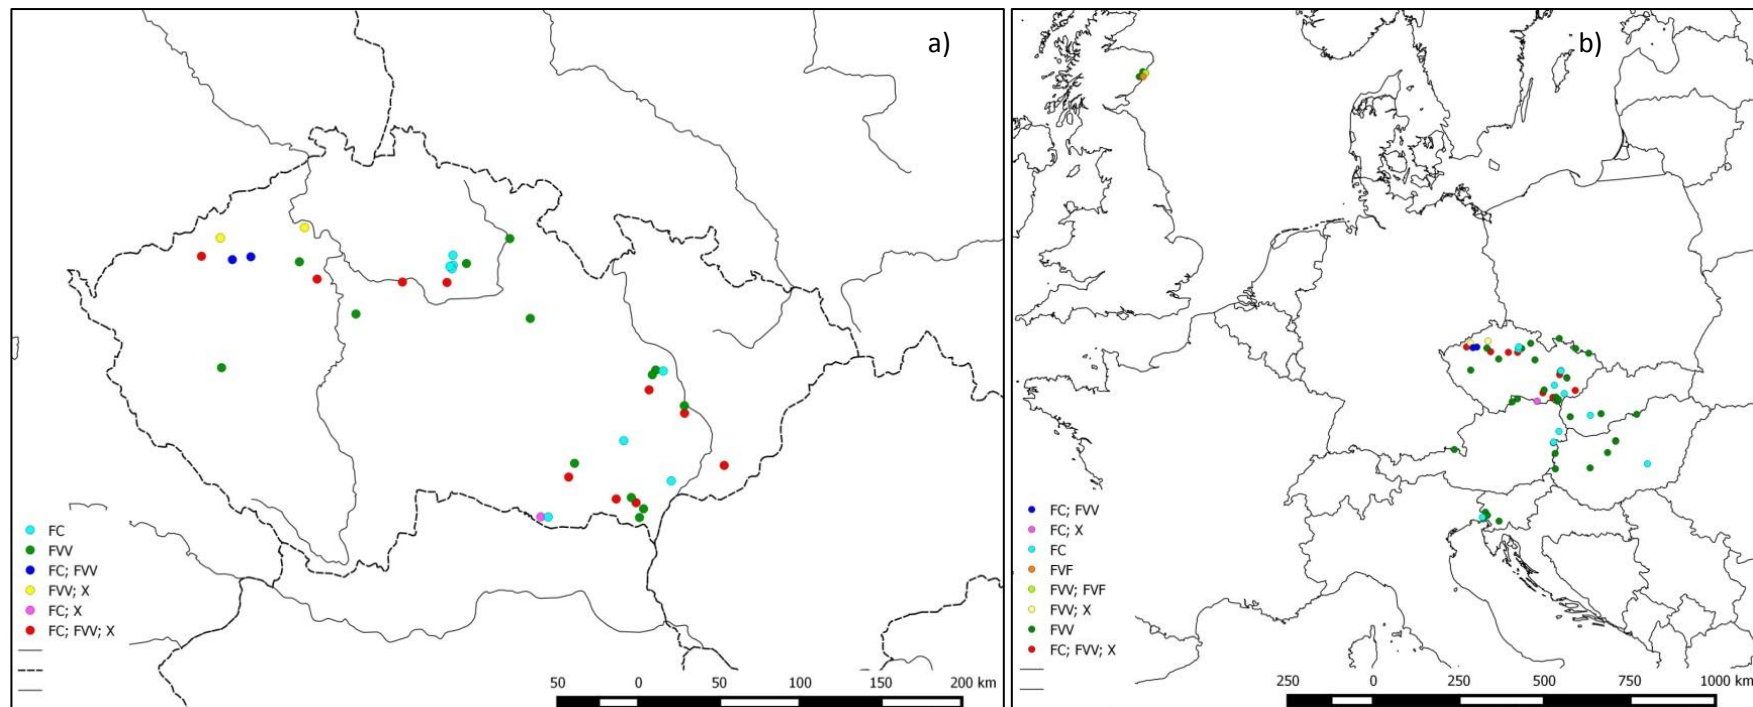 a)
FC
FVV
FC; FVV
FVV; X
FC; X
FC; FVV; X
50 0 50 100 150 200 km
b)
FC; FVV
FC; X
FC
FVF
FVV; FVF
FVV; X
FVV
FC; FVV; X
250 0 250 500 750 1000 km